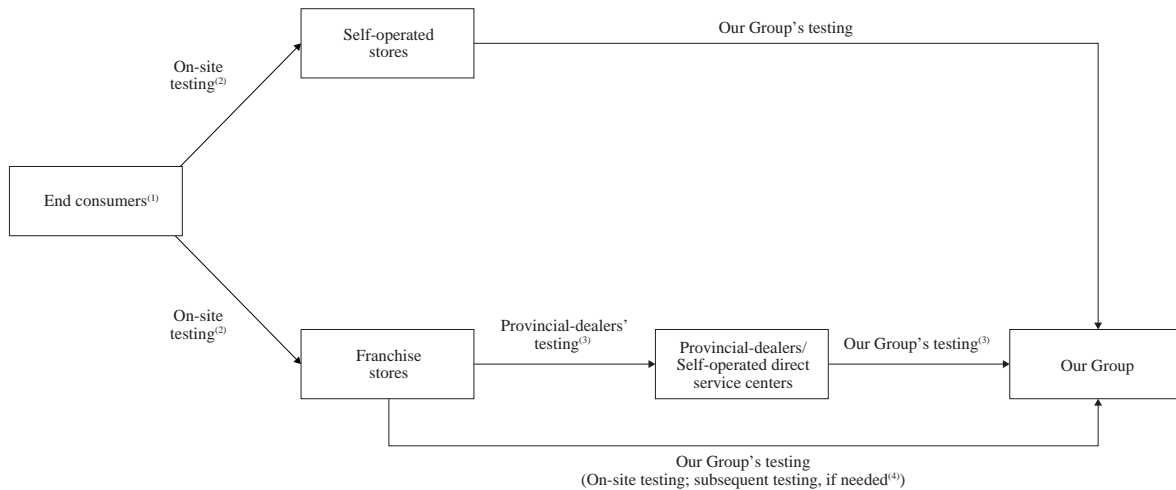 Self-operated
stores
Our Group’s testing
On-site
testing(2)
End consumers(1)
On-site
testing(2)
Franchise
stores
Provincial-dealers’
testing(3)
Provincial-dealers/
Self-operated direct
service centers
Our Group’s testing(3)
Our Group
Our Group’s testing
(On-site testing; subsequent testing, if needed(4))